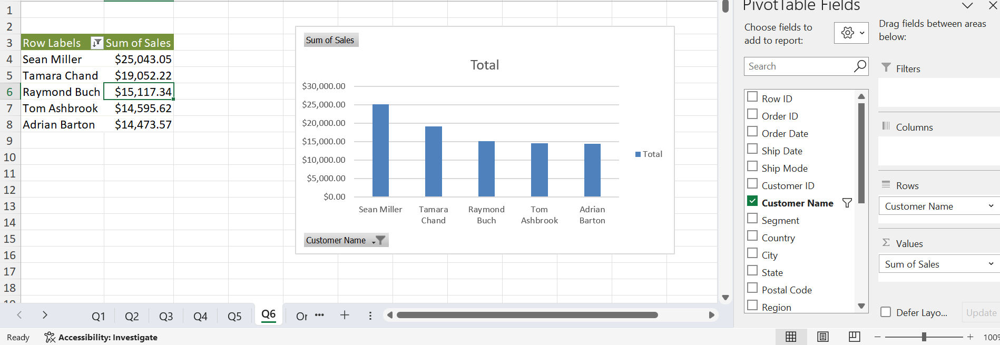 1
2
3 Row Labels Sum of Sales
4 Sean Miller $25,043.05
5 Tamara Chand $19,052.22
6 Raymond Buch $15,117.34
7 Tom Ashbrook $14,595.62
8 Adrian Barton $14,473.57
9
10
11
12
13
14
15
16
17
18
Sum of Sales
Total
$30,000.00
$25,000.00
$20,000.00
$15,000.00
$10,000.00
$5,000.00
$0.00
Sean Miller
Tamara
Chand
Raymond
Buch
Tom
Ashbrook
Adrian
Barton
Total
Customer Name
PivotTable Fields
Choose fields to
add to report:
Search
Row ID
Order ID
Order Date
Ship Date
Ship Mode
Customer ID
Customer Name
Segment
Country
City
State
Postal Code
Region
Drag fields between areas
below:
Filters
Columns
Rows
Customer Name
Σ Values
Sum of Sales
Defer Layo... Update
Q1 Q2 Q3 Q4 Q5 Q6 Or ...
Ready Accessibility: Investigate
100%